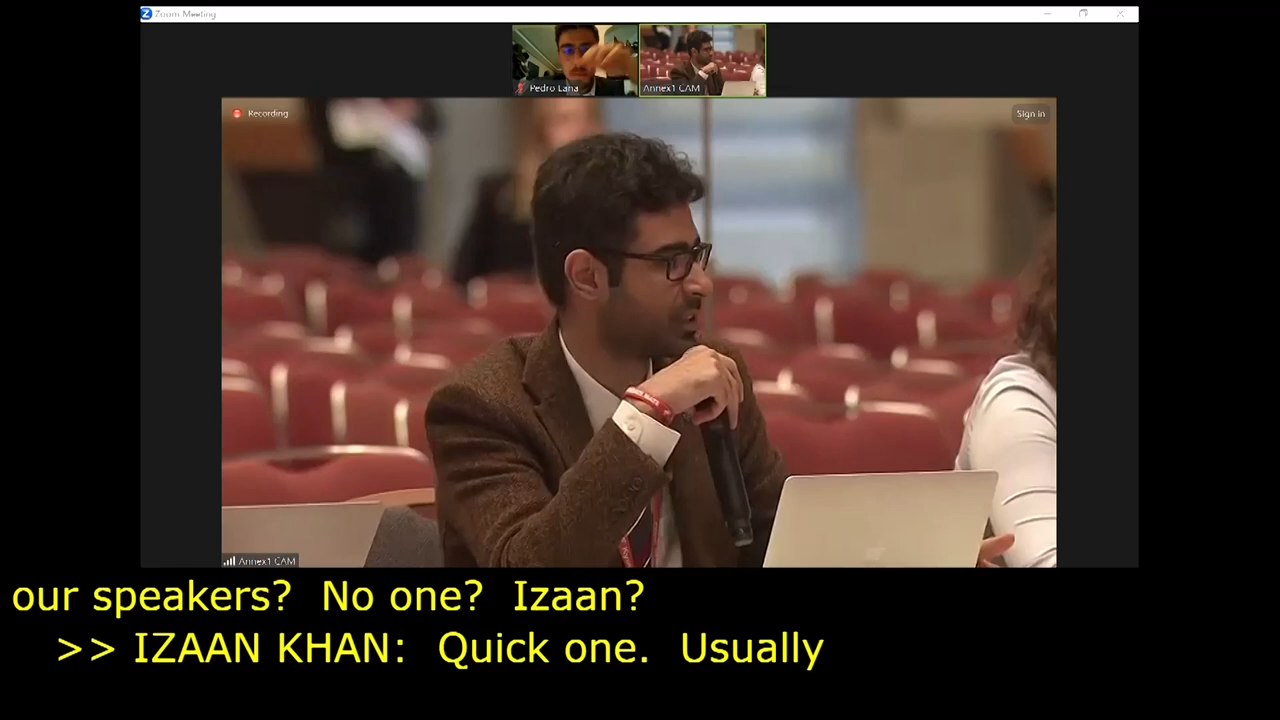 Zoom Meeting
Pedro Lana
Annex1 CAM
Recording
Sign in
Annex1 CAM
our speakers?  No one?  Izaan?
>> IZAAN KHAN:  Quick one.  Usually